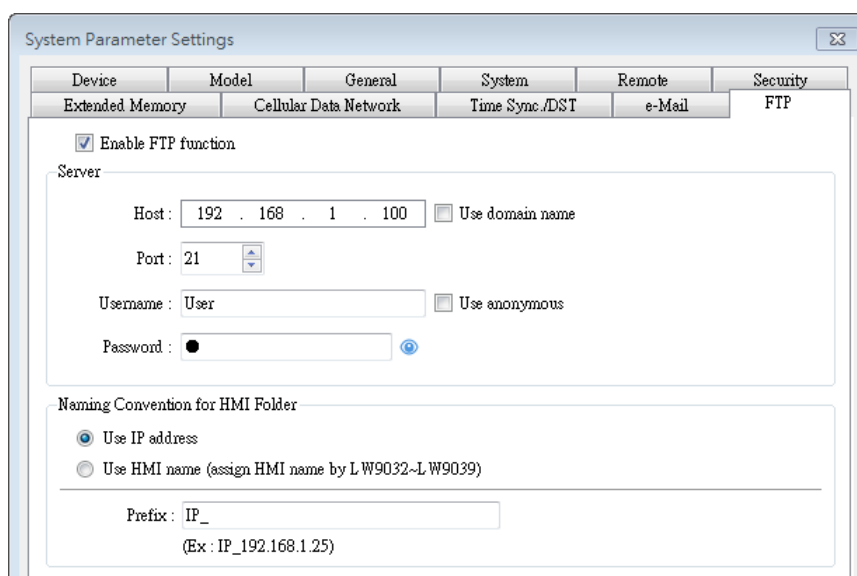 System Parameter Settings
Device Model General System Remote Security
Extended Memory Cellular Data Network Time Sync./DST e-Mail FTP
Enable FTP function
Server
Host : 192 . 168 . 1 . 100 Use domain name
Port : 21
Username : User Use anonymous
Password : ●
Naming Convention for HMI Folder
Use IP address
Use HMI name (assign HMI name by LW9032~LW9039)
Prefix : IP_
(Ex : IP_192.168.1.25)